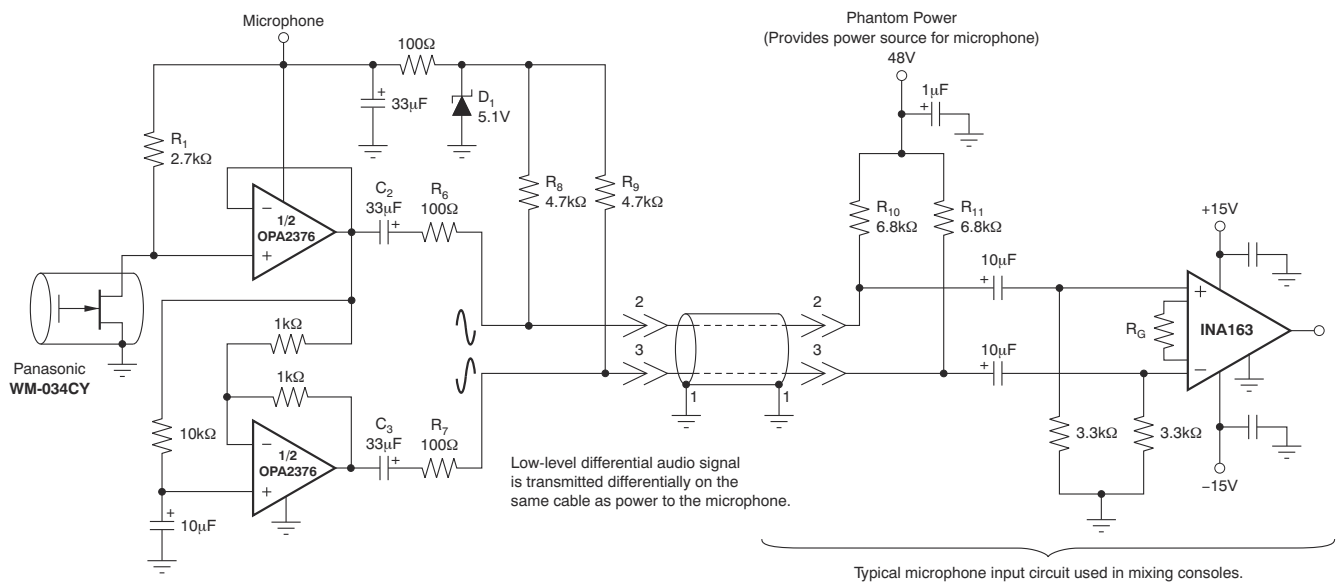 Microphone
100Ω
33μF
+
D1
5.1V
R1
2.7kΩ
−
1/2
OPA2376
+
C2
33μF
+
R6
100Ω
R8
4.7kΩ
R9
4.7kΩ
Panasonic
WM-034CY
1kΩ
1kΩ
10kΩ
−
1/2
OPA2376
+
C3
33μF
+
R7
100Ω
+
10μF
2
3
1
1
2
3
Low-level differential audio signal
is transmitted differentially on the
same cable as power to the microphone.
Phantom Power
(Provides power source for microphone)
48V
1μF
+
R10
6.8kΩ
R11
6.8kΩ
10μF
+
10μF
+
+15V
+
RG
INA163
−
3.3kΩ
3.3kΩ
−15V
Typical microphone input circuit used in mixing consoles.